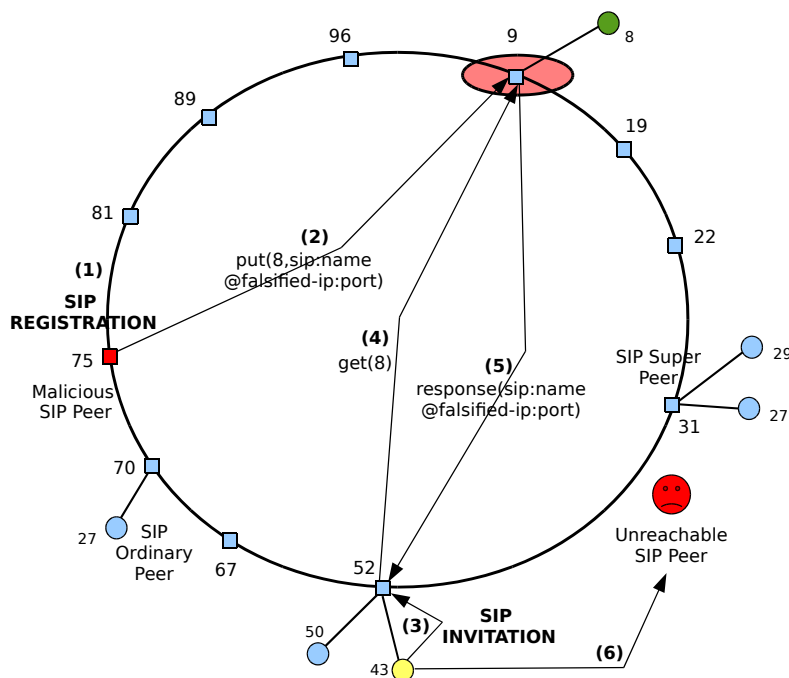 8
96
9
89
19
81
22
(1)
SIP
REGISTRATION
(2)
put(8,sip:name
@falsified-ip:port)
(4)
get(8)
(5)
response(sip:name
@falsified-ip:port)
SIP Super
Peer
29
27
31
75
Malicious
SIP Peer
70
27
SIP
Ordinary
Peer
67
52
Unreachable
SIP Peer
50
43
(3)
SIP
INVITATION
(6)